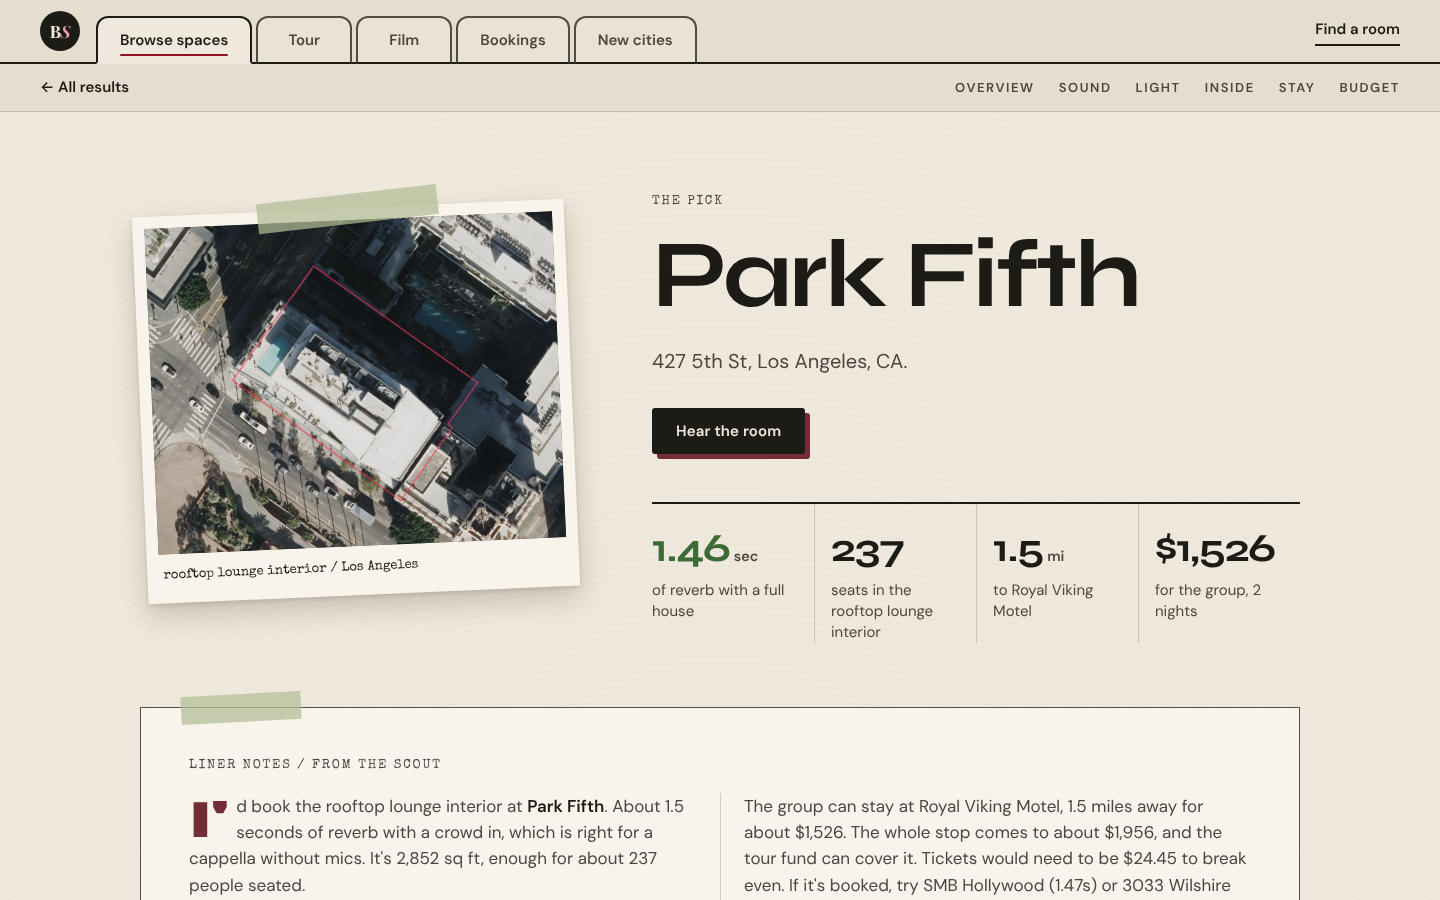 BS
Browse spaces
Tour
Film
Bookings
New cities
Find a room
← All results
OVERVIEW
SOUND
LIGHT
INSIDE
STAY
BUDGET
rooftop lounge interior / Los Angeles
THE PICK
Park Fifth
427 5th St, Los Angeles, CA.
Hear the room
1.46 sec
of reverb with a full
house
237
seats in the
rooftop lounge
interior
1.5 mi
to Royal Viking
Motel
$1,526
for the group, 2
nights
LINER NOTES / FROM THE SCOUT
I'd book the rooftop lounge interior at Park Fifth. About 1.5
seconds of reverb with a crowd in, which is right for a
cappella without mics. It's 2,852 sq ft, enough for about 237
people seated.
The group can stay at Royal Viking Motel, 1.5 miles away for
about $1,526. The whole stop comes to about $1,956, and the
tour fund can cover it. Tickets would need to be $24.45 to break
even. If it's booked, try SMB Hollywood (1.47s) or 3033 Wilshire